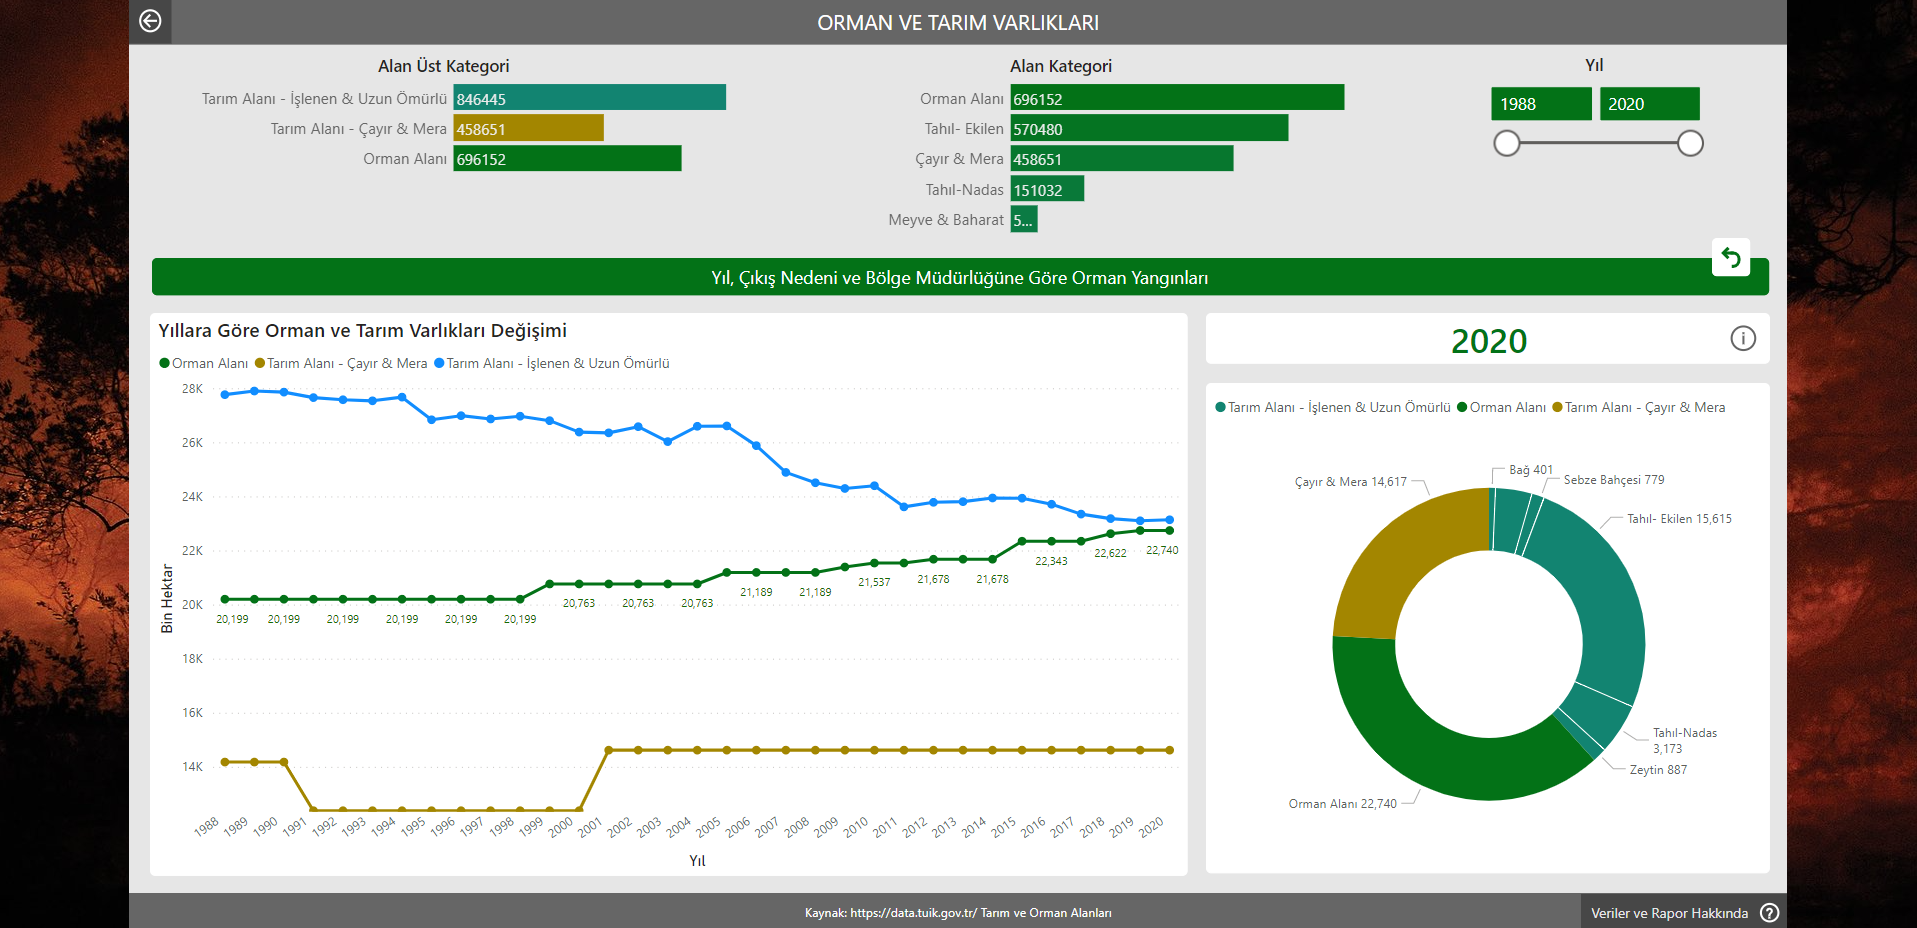 ORMAN VE TARIM VARLIKLARI
Alan Üst Kategori
Tarım Alanı - İşlenen & Uzun Ömürlü 846445
Tarım Alanı - Çayır & Mera 458651
Orman Alanı 696152
Alan Kategori
Orman Alanı 696152
Tahıl- Ekilen 570480
Çayır & Mera 458651
Tahıl-Nadas 151032
Meyve & Baharat 5...
Yıl
1988 2020
Yıl, Çıkış Nedeni ve Bölge Müdürlüğüne Göre Orman Yangınları
Yıllara Göre Orman ve Tarım Varlıkları Değişimi
Orman Alanı Tarım Alanı - Çayır & Mera Tarım Alanı - İşlenen & Uzun Ömürlü
28K
26K
24K
22K
20K
18K
16K
14K
Bin Hektar
20,199 20,199 20,199 20,199 20,199 20,199 20,763 20,763 20,763 21,189 21,189 21,537 21,678 21,678 22,343 22,622 22,740
1988 1989 1990 1991 1992 1993 1994 1995 1996 1997 1998 1999 2000 2001 2002 2003 2004 2005 2006 2007 2008 2009 2010 2011 2012 2013 2014 2015 2016 2017 2018 2019 2020
Yıl
2020
Tarım Alanı - İşlenen & Uzun Ömürlü Orman Alanı Tarım Alanı - Çayır & Mera
Bağ 401
Sebze Bahçesi 779
Çayır & Mera 14,617
Tahıl- Ekilen 15,615
Tahıl-Nadas
3,173
Zeytin 887
Orman Alanı 22,740
Kaynak: https://data.tuik.gov.tr/ Tarım ve Orman Alanları
Veriler ve Rapor Hakkında ?